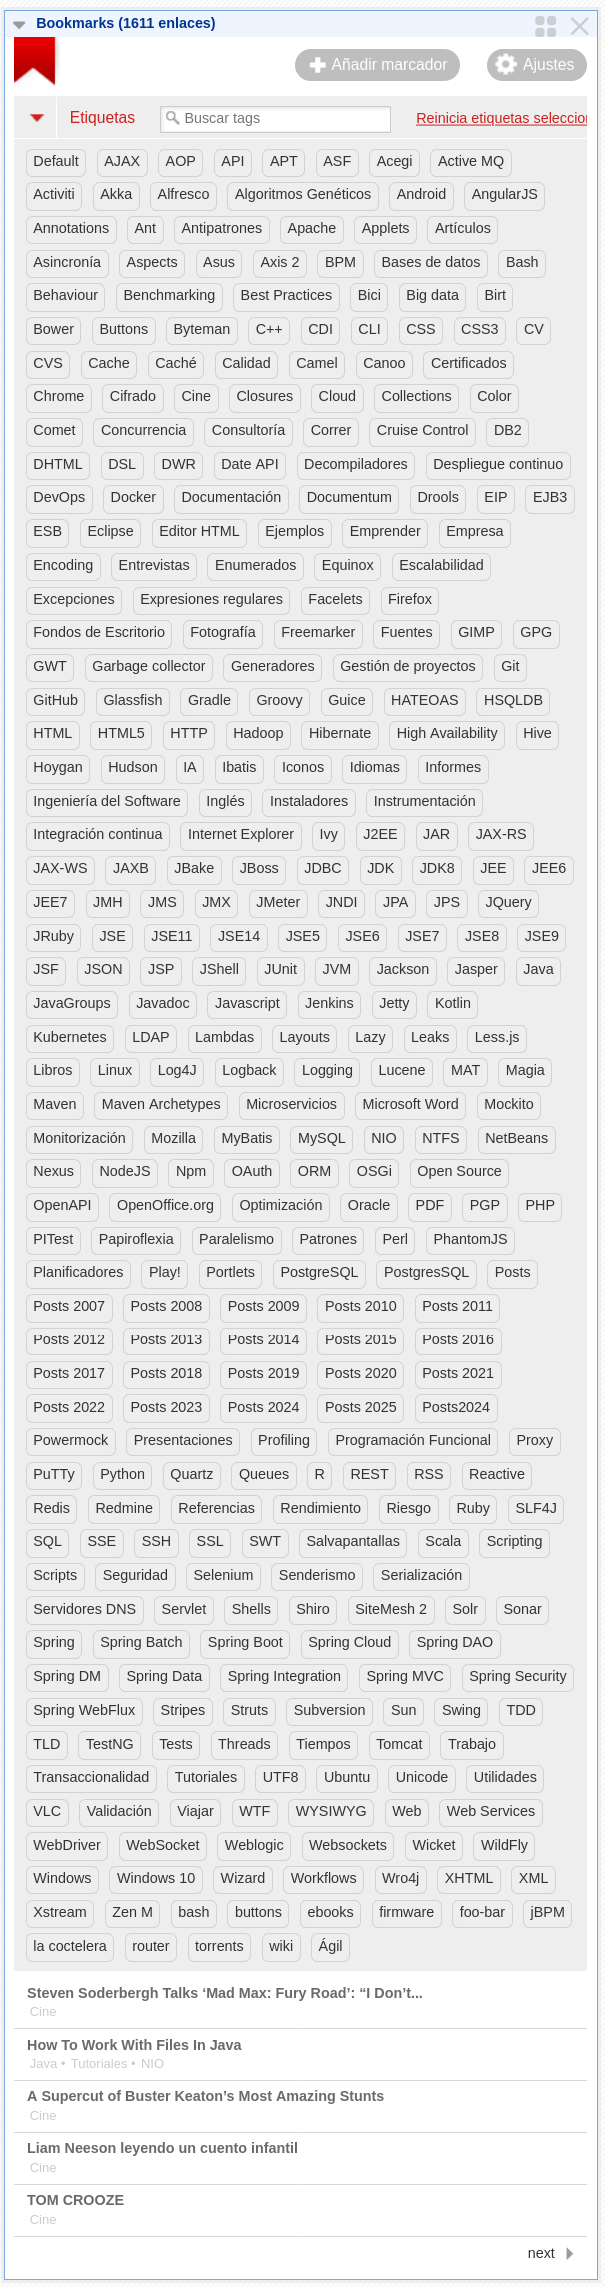 Bookmarks (1611 enlaces)
Añadir marcador Ajustes
Etiquetas Buscar tags Reinicia etiquetas seleccion
Default AJAX AOP API APT ASF Acegi Active MQ
Activiti Akka Alfresco Algoritmos Genéticos Android AngularJS
Annotations Ant Antipatrones Apache Applets Artículos
Asincronía Aspects Asus Axis 2 BPM Bases de datos Bash
Behaviour Benchmarking Best Practices Bici Big data Birt
Bower Buttons Byteman C++ CDI CLI CSS CSS3 CV
CVS Cache Caché Calidad Camel Canoo Certificados
Chrome Cifrado Cine Closures Cloud Collections Color
Comet Concurrencia Consultoría Correr Cruise Control DB2
DHTML DSL DWR Date API Decompiladores Despliegue continuo
DevOps Docker Documentación Documentum Drools EIP EJB3
ESB Eclipse Editor HTML Ejemplos Emprender Empresa
Encoding Entrevistas Enumerados Equinox Escalabilidad
Excepciones Expresiones regulares Facelets Firefox
Fondos de Escritorio Fotografía Freemarker Fuentes GIMP GPG
GWT Garbage collector Generadores Gestión de proyectos Git
GitHub Glassfish Gradle Groovy Guice HATEOAS HSQLDB
HTML HTML5 HTTP Hadoop Hibernate High Availability Hive
Hoygan Hudson IA Ibatis Iconos Idiomas Informes
Ingeniería del Software Inglés Instaladores Instrumentación
Integración continua Internet Explorer Ivy J2EE JAR JAX-RS
JAX-WS JAXB JBake JBoss JDBC JDK JDK8 JEE JEE6
JEE7 JMH JMS JMX JMeter JNDI JPA JPS JQuery
JRuby JSE JSE11 JSE14 JSE5 JSE6 JSE7 JSE8 JSE9
JSF JSON JSP JShell JUnit JVM Jackson Jasper Java
JavaGroups Javadoc Javascript Jenkins Jetty Kotlin
Kubernetes LDAP Lambdas Layouts Lazy Leaks Less.js
Libros Linux Log4J Logback Logging Lucene MAT Magia
Maven Maven Archetypes Microservicios Microsoft Word Mockito
Monitorización Mozilla MyBatis MySQL NIO NTFS NetBeans
Nexus NodeJS Npm OAuth ORM OSGi Open Source
OpenAPI OpenOffice.org Optimización Oracle PDF PGP PHP
PITest Papiroflexia Paralelismo Patrones Perl PhantomJS
Planificadores Play! Portlets PostgreSQL PostgresSQL Posts
Posts 2007 Posts 2008 Posts 2009 Posts 2010 Posts 2011
Posts 2012 Posts 2013 Posts 2014 Posts 2015 Posts 2016
Posts 2017 Posts 2018 Posts 2019 Posts 2020 Posts 2021
Posts 2022 Posts 2023 Posts 2024 Posts 2025 Posts2024
Powermock Presentaciones Profiling Programación Funcional Proxy
PuTTy Python Quartz Queues R REST RSS Reactive
Redis Redmine Referencias Rendimiento Riesgo Ruby SLF4J
SQL SSE SSH SSL SWT Salvapantallas Scala Scripting
Scripts Seguridad Selenium Senderismo Serialización
Servidores DNS Servlet Shells Shiro SiteMesh 2 Solr Sonar
Spring Spring Batch Spring Boot Spring Cloud Spring DAO
Spring DM Spring Data Spring Integration Spring MVC Spring Security
Spring WebFlux Stripes Struts Subversion Sun Swing TDD
TLD TestNG Tests Threads Tiempos Tomcat Trabajo
Transaccionalidad Tutoriales UTF8 Ubuntu Unicode Utilidades
VLC Validación Viajar WTF WYSIWYG Web Web Services
WebDriver WebSocket Weblogic Websockets Wicket WildFly
Windows Windows 10 Wizard Workflows Wro4j XHTML XML
Xstream Zen M bash buttons ebooks firmware foo-bar jBPM
la coctelera router torrents wiki Ágil
Steven Soderbergh Talks ‘Mad Max: Fury Road’: “I Don’t...
Cine
How To Work With Files In Java
Java • Tutoriales • NIO
A Supercut of Buster Keaton’s Most Amazing Stunts
Cine
Liam Neeson leyendo un cuento infantil
Cine
TOM CROOZE
Cine
next